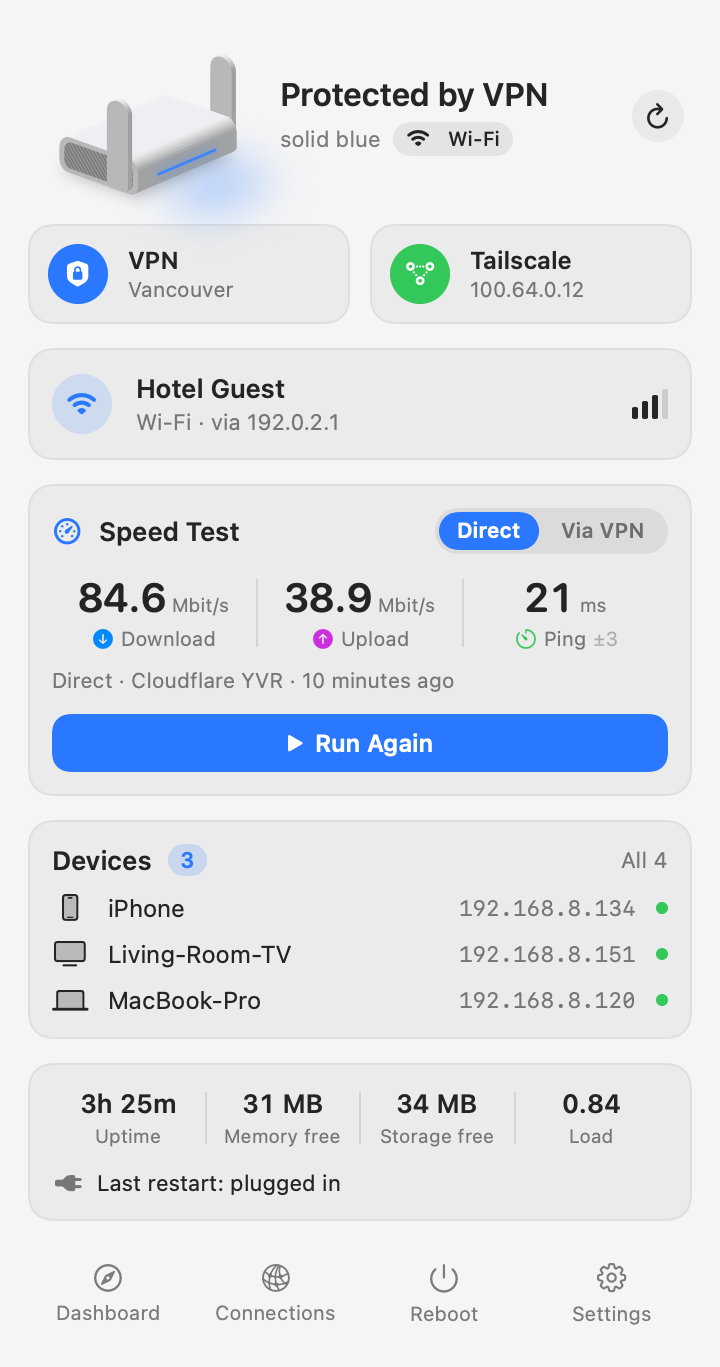 Protected by VPN
solid blue Wi-Fi
VPN
Vancouver
Tailscale
100.64.0.12
Hotel Guest
Wi-Fi · via 192.0.2.1
Speed Test
Direct Via VPN
84.6 Mbit/s
Download
38.9 Mbit/s
Upload
21 ms
Ping ±3
Direct · Cloudflare YVR · 10 minutes ago
Run Again
Devices 3 All 4
iPhone 192.168.8.134
Living-Room-TV 192.168.8.151
MacBook-Pro 192.168.8.120
3h 25m
Uptime
31 MB
Memory free
34 MB
Storage free
0.84
Load
Last restart: plugged in
Dashboard Connections Reboot Settings